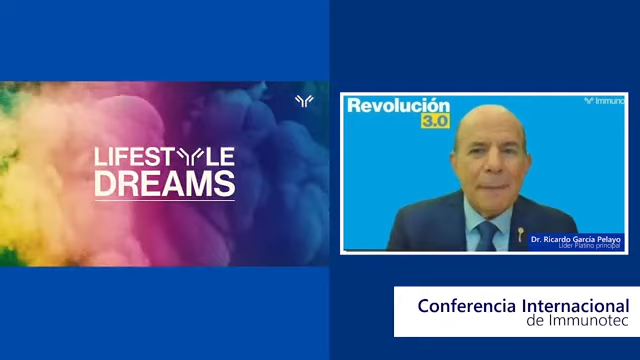 LIFESTYLE
DREAMS
Revolución
3.0
Immuno
Dr. Ricardo García Pelayo
Líder Platino principal
Conferencia Internacional
de Immunotec